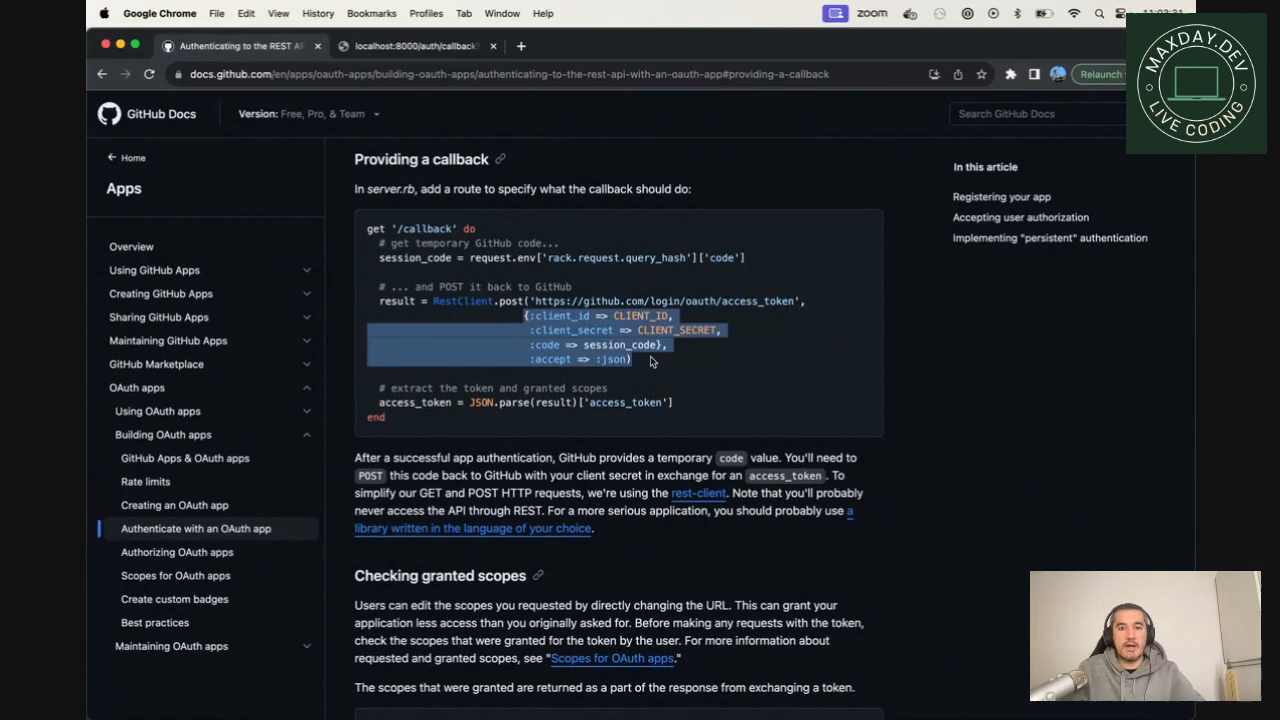 Google Chrome File Edit View History Bookmarks Profiles Tab Window Help
zoom
Authenticating to the REST AP
localhost:8000/auth/callback?
docs.github.com/en/apps/oauth-apps/building-oauth-apps/authenticating-to-the-rest-api-with-an-oauth-app#providing-a-callback
Relaunch
MAXDAY.DEV
LIVE CODING
GitHub Docs
Version: Free, Pro, & Team
Search GitHub Docs
Home
Apps
Overview
Using GitHub Apps
Creating GitHub Apps
Sharing GitHub Apps
Maintaining GitHub Apps
GitHub Marketplace
OAuth apps
Using OAuth apps
Building OAuth apps
GitHub Apps & OAuth apps
Rate limits
Creating an OAuth app
Authenticate with an OAuth app
Authorizing OAuth apps
Scopes for OAuth apps
Create custom badges
Best practices
Maintaining OAuth apps
Providing a callback
In server.rb, add a route to specify what the callback should do:
get '/callback' do
# get temporary GitHub code...
session_code = request.env['rack.request.query_hash']['code']
# ... and POST it back to GitHub
result = RestClient.post('https://github.com/login/oauth/access_token',
{:client_id => CLIENT_ID,
:client_secret => CLIENT_SECRET,
:code => session_code},
:accept => :json)
# extract the token and granted scopes
access_token = JSON.parse(result)['access_token']
end
After a successful app authentication, GitHub provides a temporary code value. You'll need to
POST this code back to GitHub with your client secret in exchange for an access_token. To
simplify our GET and POST HTTP requests, we're using the rest-client. Note that you'll probably
never access the API through REST. For a more serious application, you should probably use a
library written in the language of your choice.
Checking granted scopes
Users can edit the scopes you requested by directly changing the URL. This can grant your
application less access than you originally asked for. Before making any requests with the token,
check the scopes that were granted for the token by the user. For more information about
requested and granted scopes, see "Scopes for OAuth apps."
The scopes that were granted are returned as a part of the response from exchanging a token.
In this article
Registering your app
Accepting user authorization
Implementing "persistent" authentication